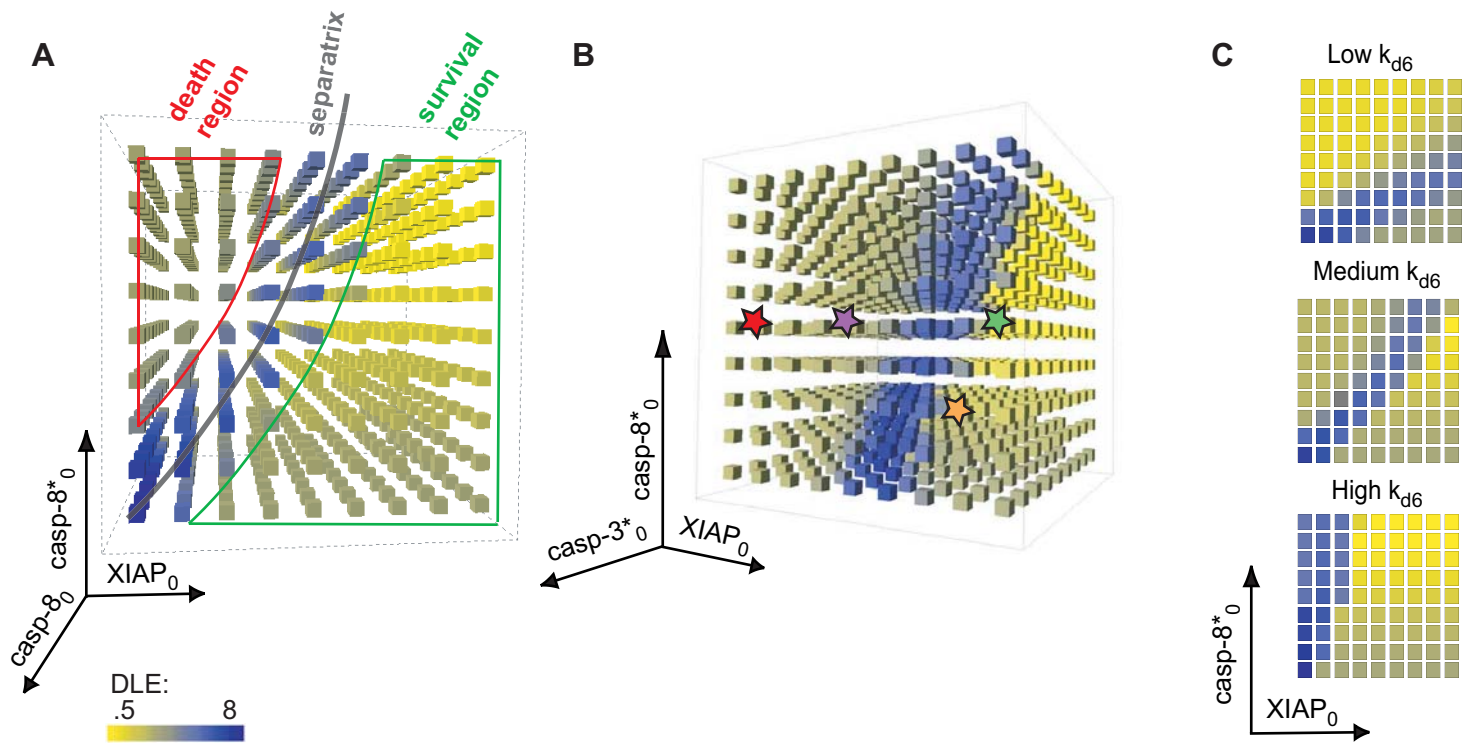 A
death
region
separatrix
survival
region
casp-8*0
XIAP0
casp-80
DLE:
.5 8
B
casp-8*0
casp-3*0
XIAP0
C
Low kd6
Medium kd6
High kd6
casp-8*0
XIAP0